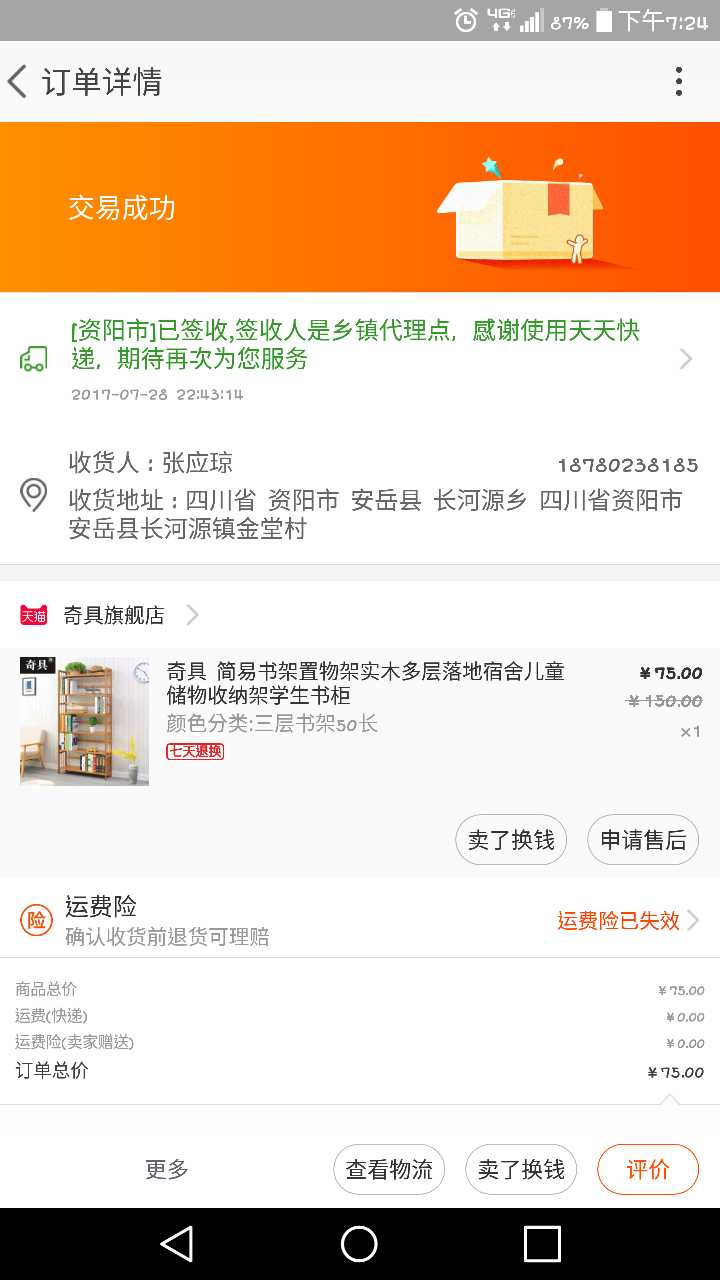 4G 87% 下午7:24
订单详情
交易成功
[资阳市]已签收,签收人是乡镇代理点，感谢使用天天快
递，期待再次为您服务
2017-07-28 22:43:14
收货人：张应琼 18780238185
收货地址：四川省 资阳市 安岳县 长河源乡 四川省资阳市
安岳县长河源镇金堂村
天猫 奇具旗舰店
奇具
奇具 简易书架置物架实木多层落地宿舍儿童 ￥75.00
储物收纳架学生书柜 ￥150.00
颜色分类:三层书架50长 ×1
七天退换
卖了换钱 申请售后
险 运费险
确认收货前退货可理赔 运费险已失效
商品总价 ￥75.00
运费(快递) ￥0.00
运费险(卖家赠送) ￥0.00
订单总价 ￥75.00
更多 查看物流 卖了换钱 评价